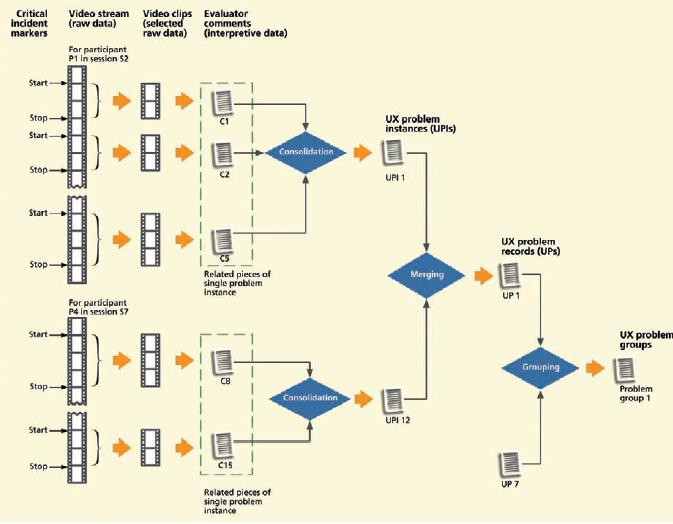 Critical
incident
markers
Video stream
(raw data)
Video clips
(selected
raw data)
Evaluator
comments
(interpretive data)
For participant
P1 in session S2
Start
Stop
Start
Stop
Start
Stop
C1
C2
C5
Consolidation
Related pieces of
single problem
instance
UX problem
instances (UPIs)
UPI 1
Merging
UX problem
records (UPs)
UP 1
Grouping
UX problem
groups
Problem
group 1
For participant
P4 in session S7
Start
Stop
Start
Stop
C8
C15
Consolidation
UPI 12
UP 7
Related pieces of
single problem
instance